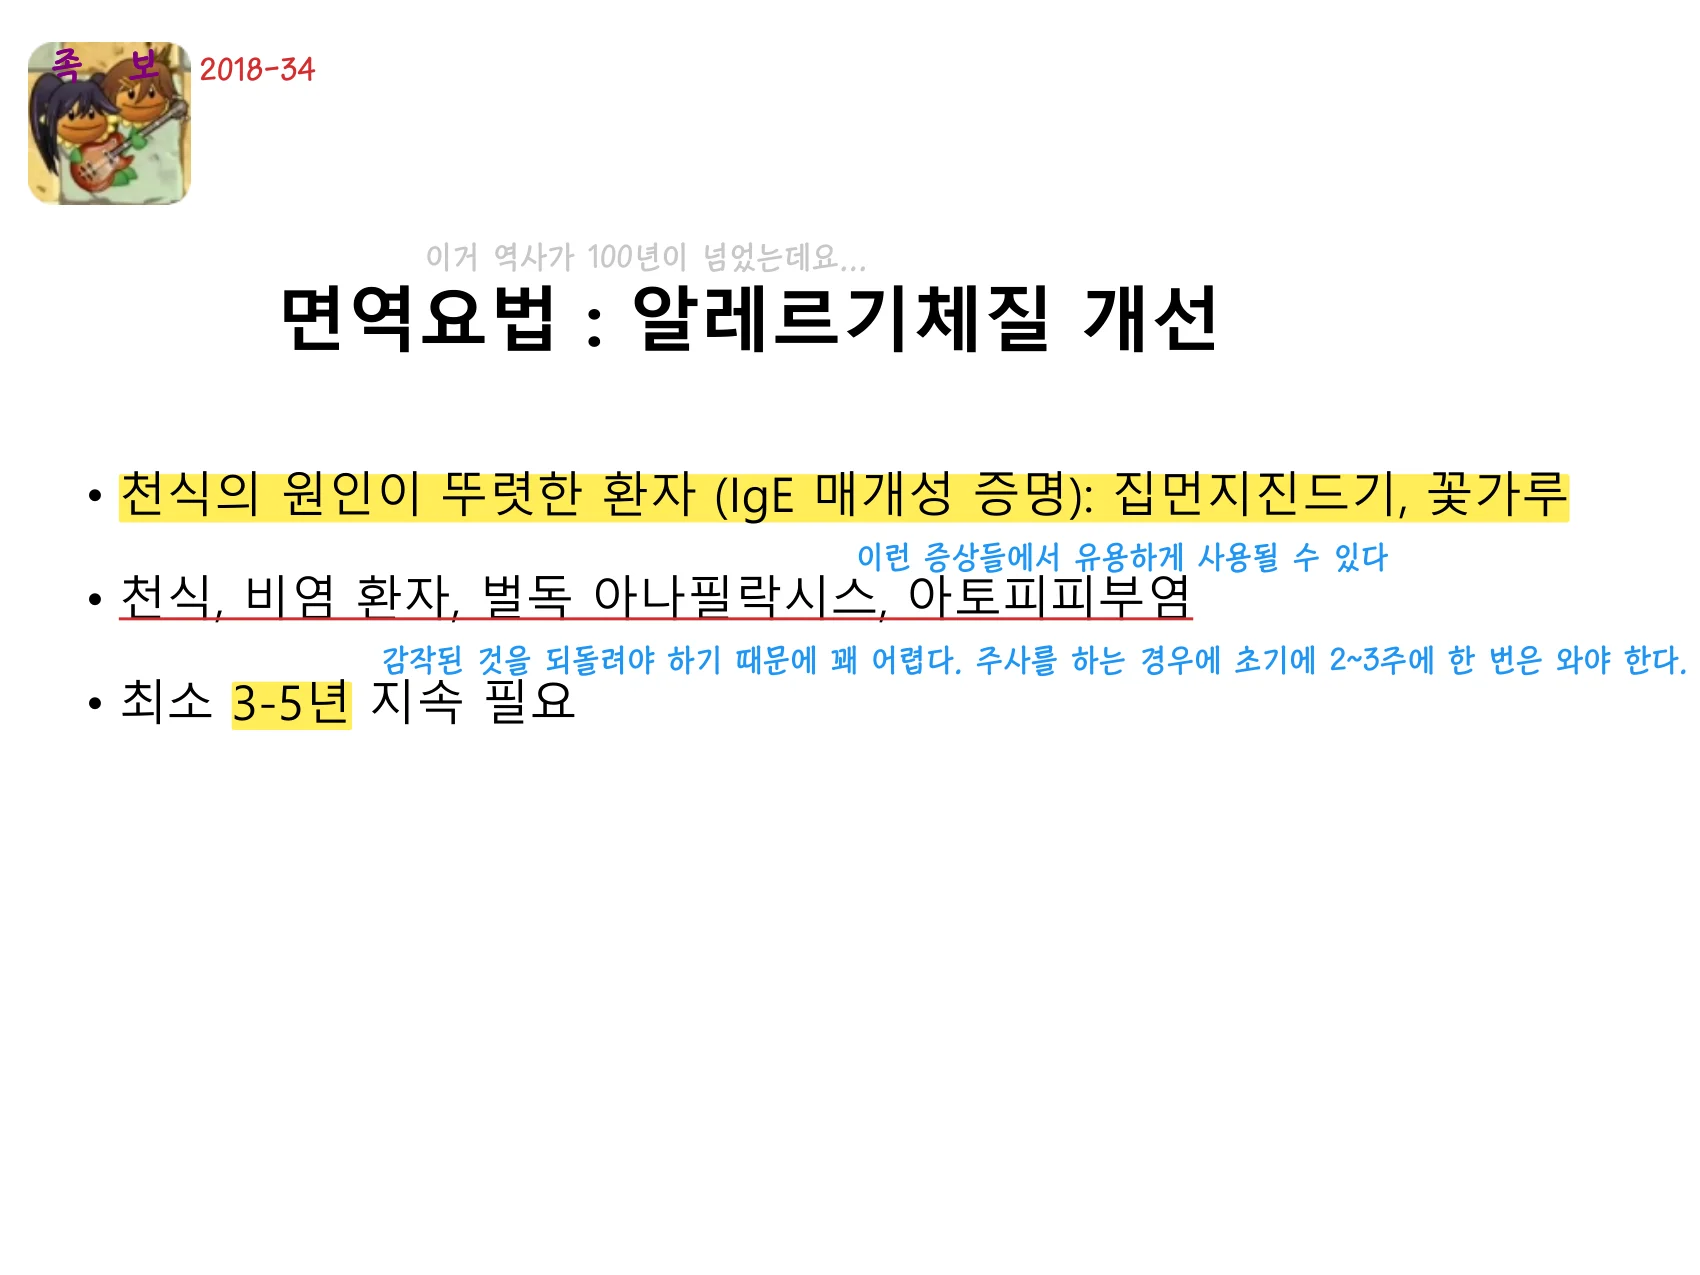 족 보 2018-34
이거 역사가 100년이 넘었는데요...
면역요법 : 알레르기체질 개선
• 천식의 원인이 뚜렷한 환자 (IgE 매개성 증명): 집먼지진드기, 꽃가루
이런 증상들에서 유용하게 사용될 수 있다
• 천식, 비염 환자, 벌독 아나필락시스, 아토피피부염
감작된 것을 되돌려야 하기 때문에 꽤 어렵다. 주사를 하는 경우에 초기에 2~3주에 한 번은 와야 한다.
• 최소 3-5년 지속 필요